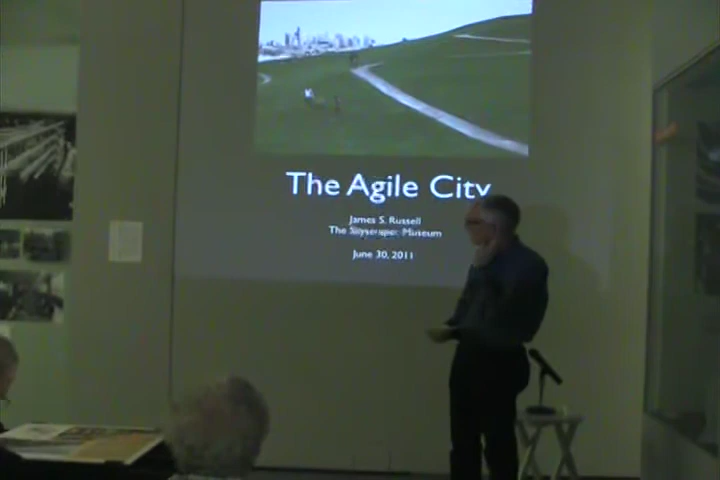 The Agile City
James S. Russell
The Skyscraper Museum
June 30, 2011